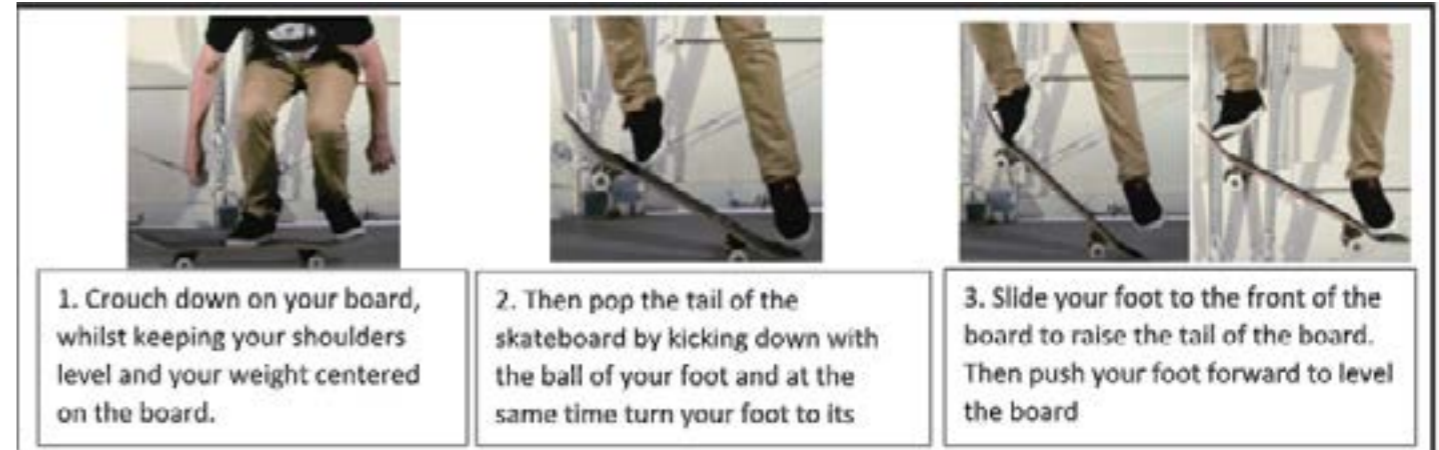 1. Crouch down on your board,
whilst keeping your shoulders
level and your weight centered
on the board.
2. Then pop the tail of the
skateboard by kicking down with
the ball of your foot and at the
same time turn your foot to its
3. Slide your foot to the front of the
board to raise the tail of the board.
Then push your foot forward to level
the board